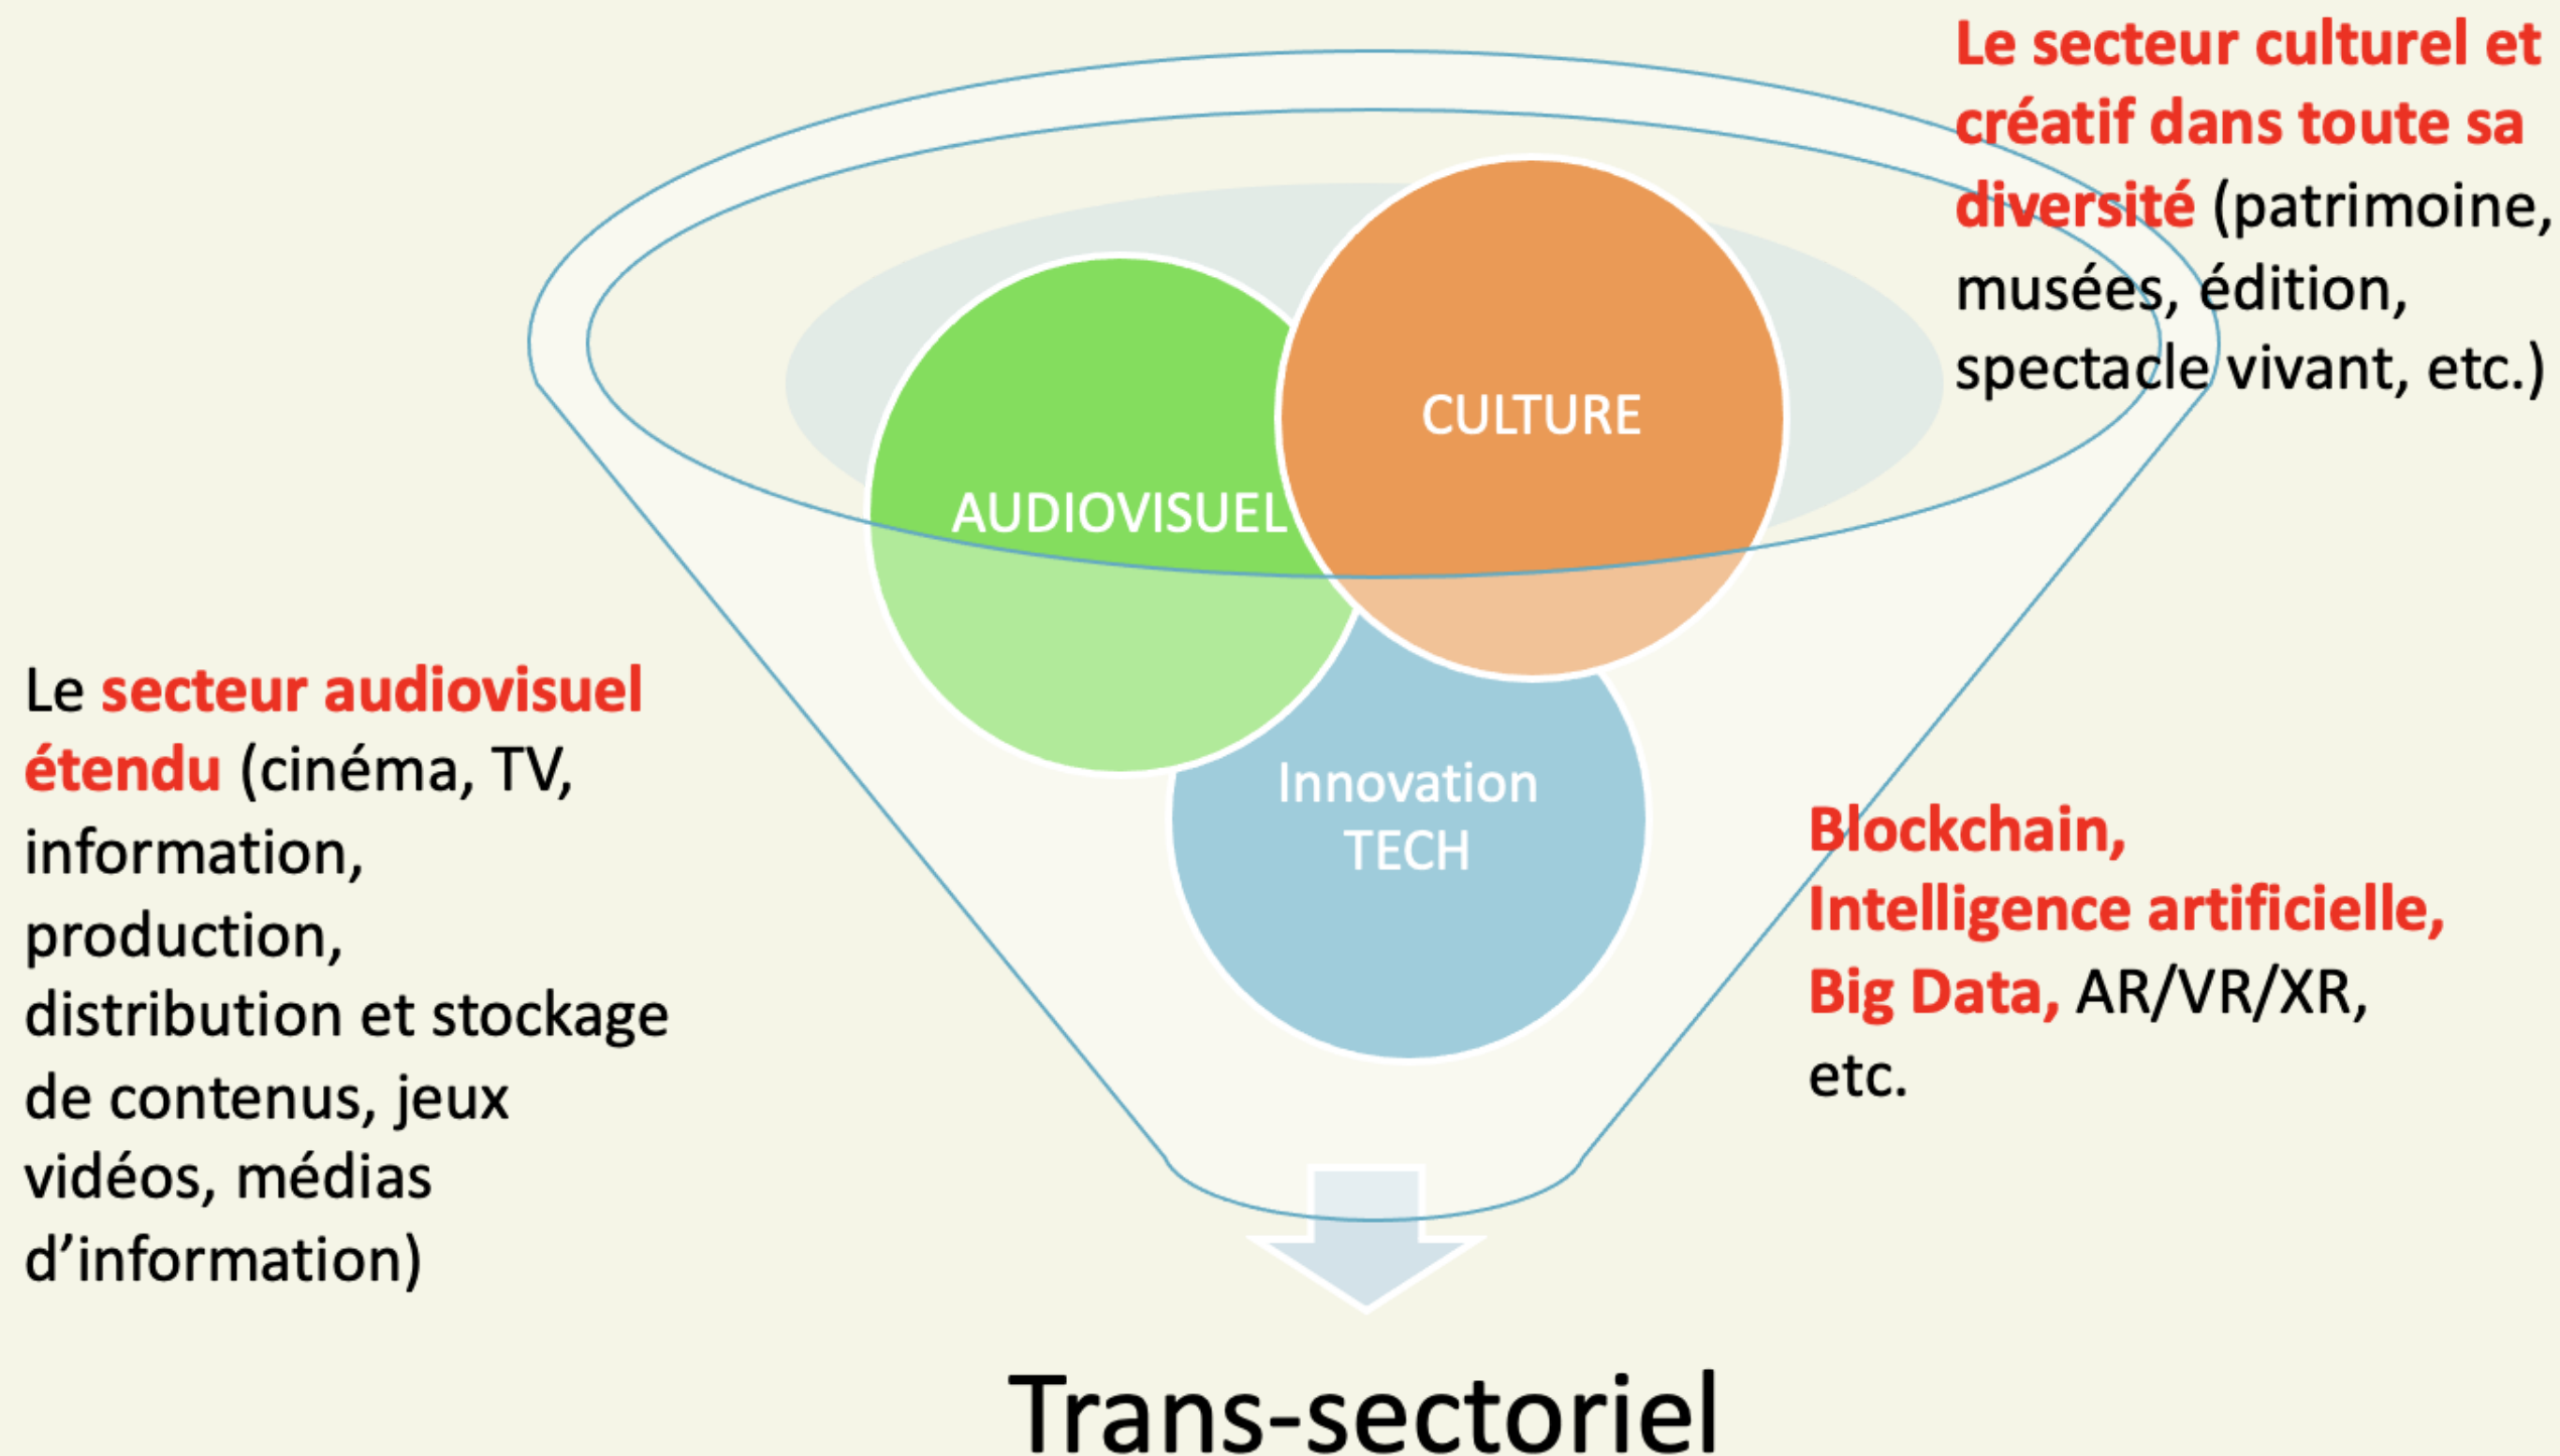 Le secteur culturel et
créatif dans toute sa
diversité (patrimoine,
musées, édition,
spectacle vivant, etc.)
CULTURE
AUDIOVISUEL
Innovation
TECH
Le secteur audiovisuel
étendu (cinéma, TV,
information,
production,
distribution et stockage
de contenus, jeux
vidéos, médias
d’information)
Blockchain,
Intelligence artificielle,
Big Data, AR/VR/XR,
etc.
Trans-sectoriel